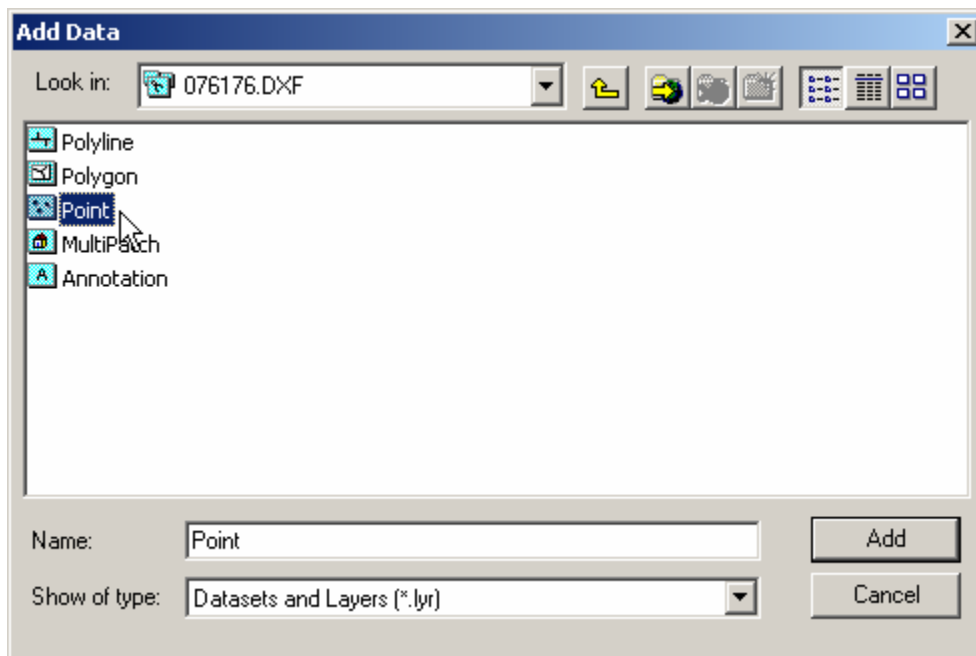 Add Data
Look in: 076176.DXF
Polyline
Polygon
Point
MultiPatch
Annotation
Name: Point
Add
Show of type: Datasets and Layers (*.lyr)
Cancel